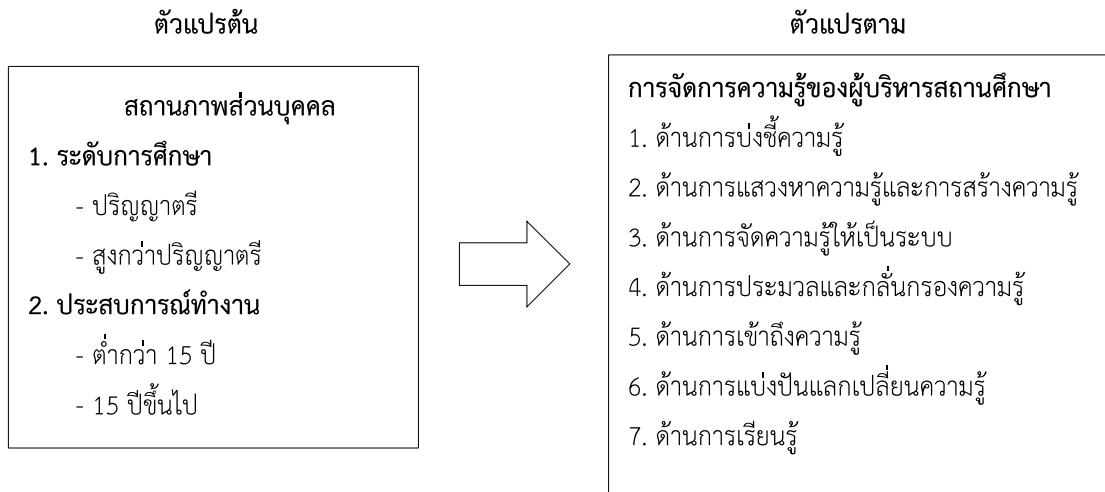 ตัวแปรต้น
สถานภาพส่วนบุคคล
1. ระดับการศึกษา
- ปริญญาตรี
- สูงกว่าปริญญาตรี
2. ประสบการณ์ทำงาน
- ต่ำกว่า 15 ปี
- 15 ปีขึ้นไป
ตัวแปรตาม
การจัดการความรู้ของผู้บริหารสถานศึกษา
1. ด้านการบ่งชี้ความรู้
2. ด้านการแสวงหาความรู้และการสร้างความรู้
3. ด้านการจัดความรู้ให้เป็นระบบ
4. ด้านการประมวลและกลั่นกรองความรู้
5. ด้านการเข้าถึงความรู้
6. ด้านการแบ่งปันแลกเปลี่ยนความรู้
7. ด้านการเรียนรู้